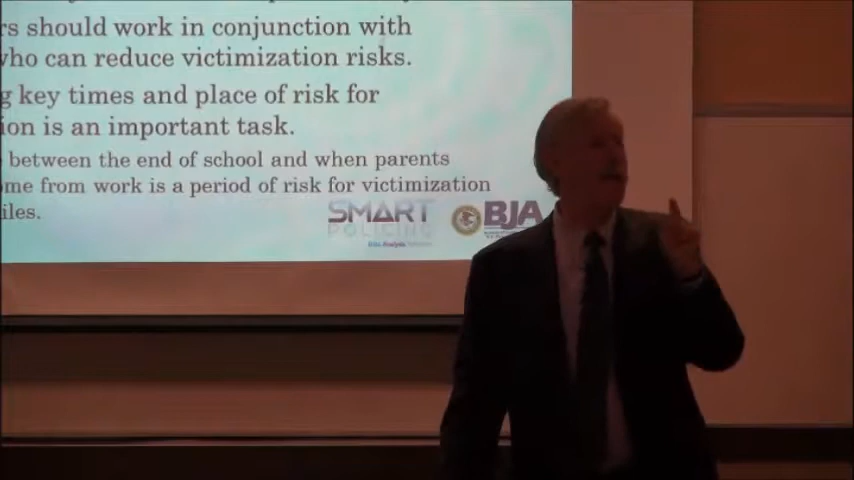 rs should work in conjunction with
who can reduce victimization risks.
g key times and place of risk for
ion is an important task.
between the end of school and when parents
ome from work is a period of risk for victimization
iles.
SMART
POLICING
BJA